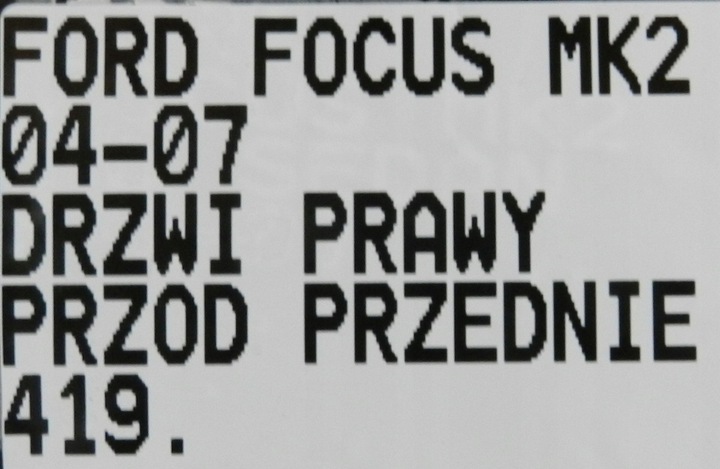 FORD FOCUS MK2
04-07
DRZWI PRAWY
PRZOD PRZEDNIE
419.